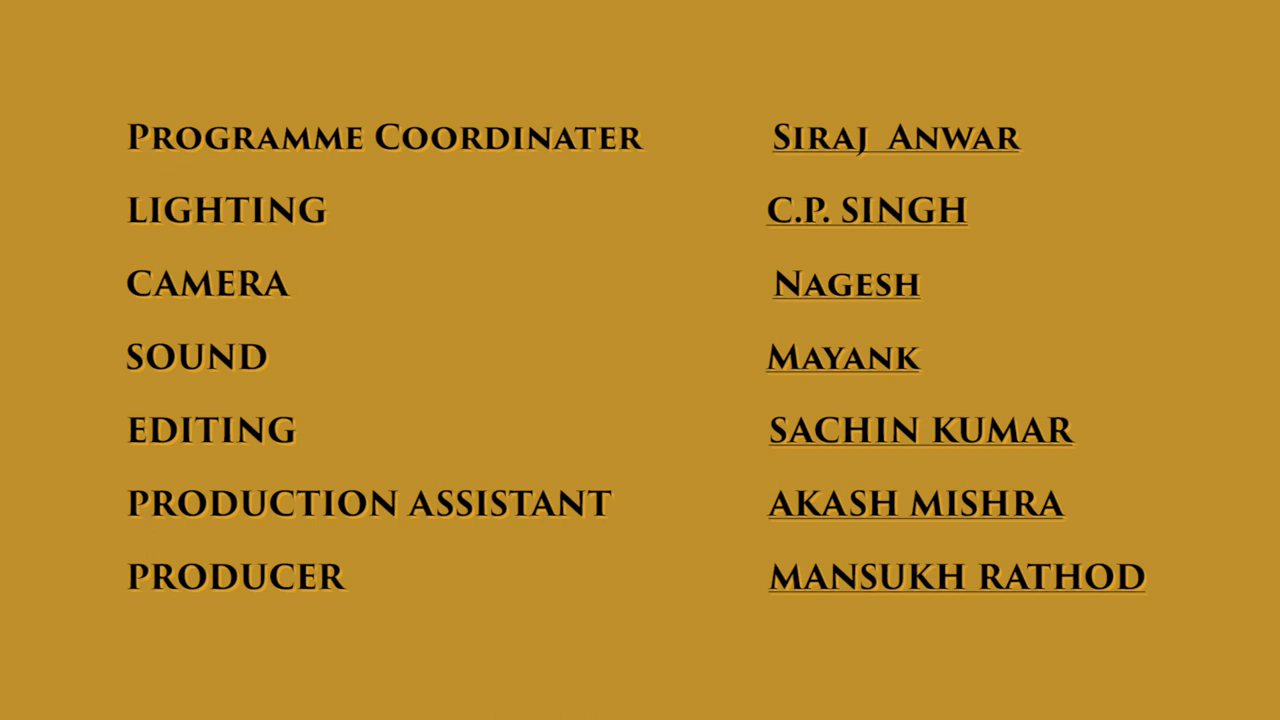 Programme Coordinater Siraj Anwar
LIGHTING C.P. SINGH
CAMERA Nagesh
SOUND Mayank
EDITING SACHIN KUMAR
PRODUCTION ASSISTANT AKASH MISHRA
PRODUCER MANSUKH RATHOD